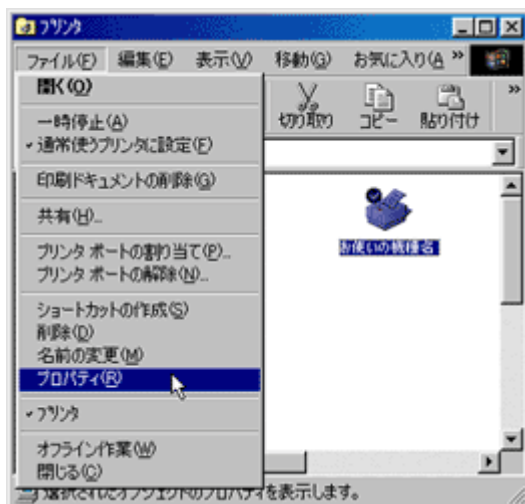 プリンタ
ファイル(F) 編集(E) 表示(V) 移動(G) お気に入り(A »
開く(O)
一時停止(A)
通常使うプリンタに設定(F)
印刷ドキュメントの削除(G)
共有(H)...
プリンタ ポートの割り当て(P)...
プリンタ ポートの解除(N)...
ショートカットの作成(S)
削除(D)
名前の変更(M)
プロパティ(R)
プリンタ
オフライン作業(W)
閉じる(C)
切り取り コピー 貼り付け »
お使いの機種名
選択されたオブジェクトのプロパティを表示します。